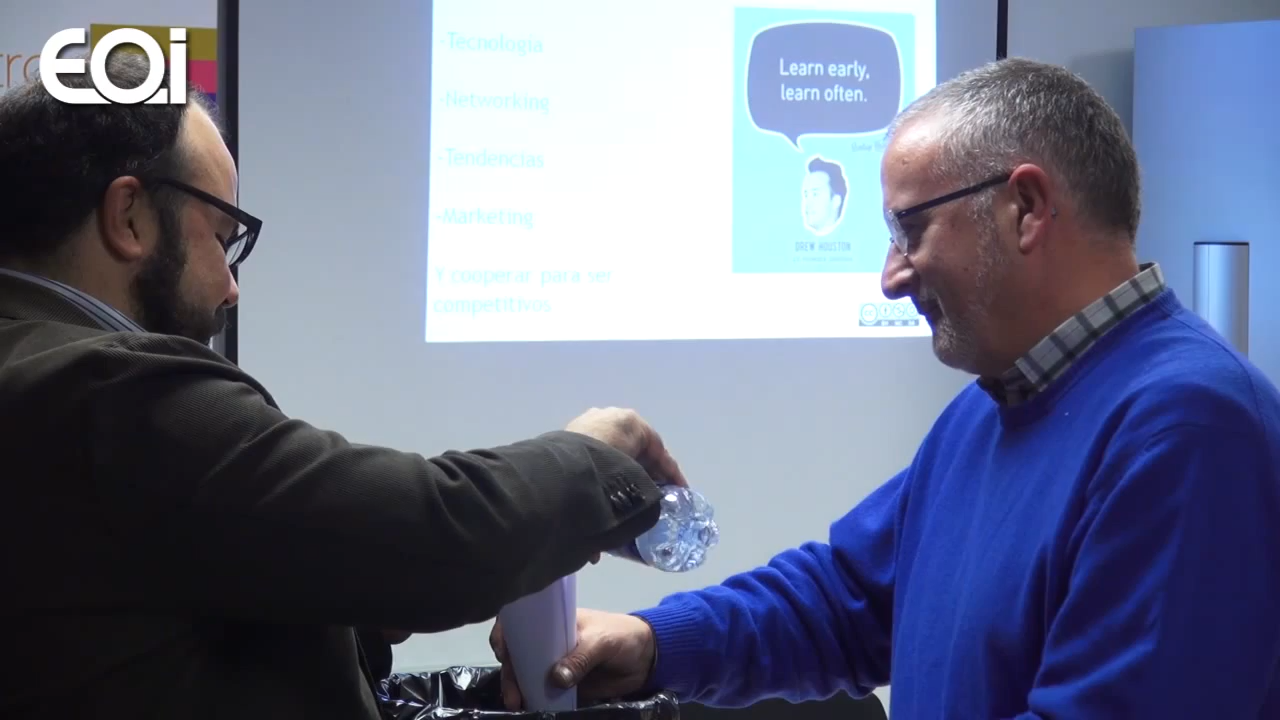 EOi
-Tecnología
-Networking
-Tendencias
-Marketing
Y cooperar para ser
competitivos
Learn early,
learn often.
DREW HOUSTON